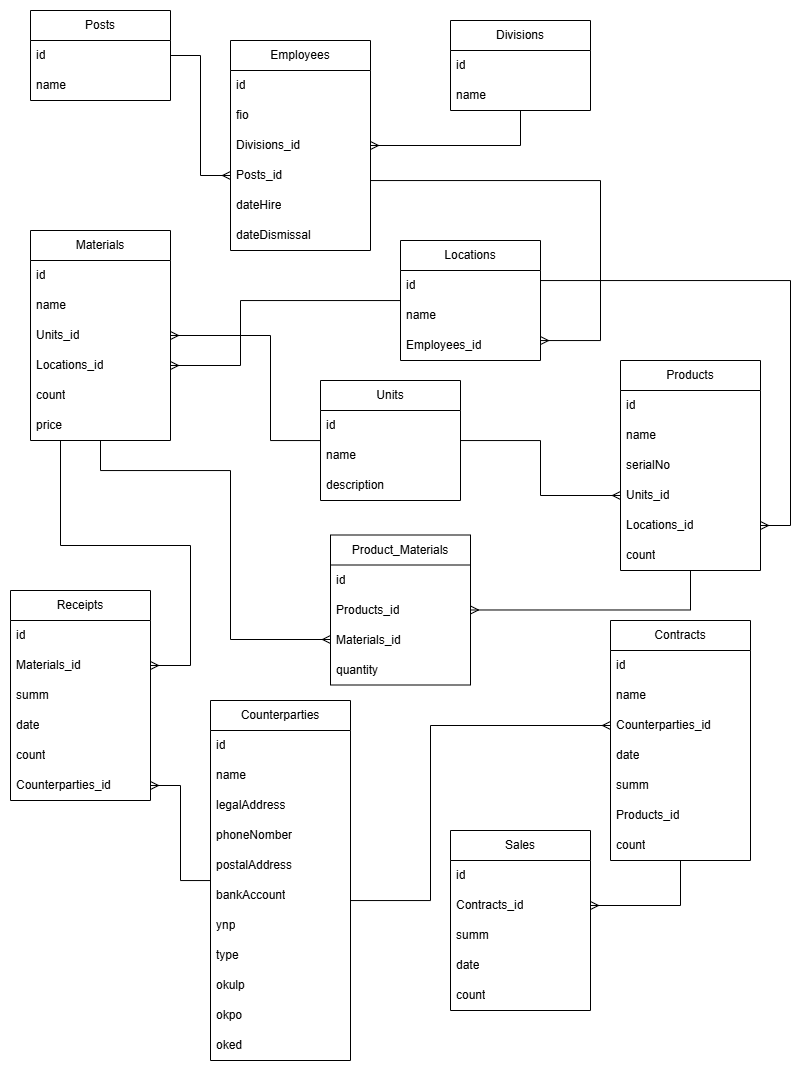 Posts
id
name
Employees
id
fio
Divisions_id
Posts_id
dateHire
dateDismissal
Divisions
id
name
Materials
id
name
Units_id
Locations_id
count
price
Locations
id
name
Employees_id
Units
id
name
description
Products
id
name
serialNo
Units_id
Locations_id
count
Product_Materials
id
Products_id
Materials_id
quantity
Receipts
id
Materials_id
summ
date
count
Counterparties_id
Counterparties
id
name
legalAddress
phoneNomber
postalAddress
bankAccount
ynp
type
okulp
okpo
oked
Contracts
id
name
Counterparties_id
date
summ
Products_id
count
Sales
id
Contracts_id
summ
date
count